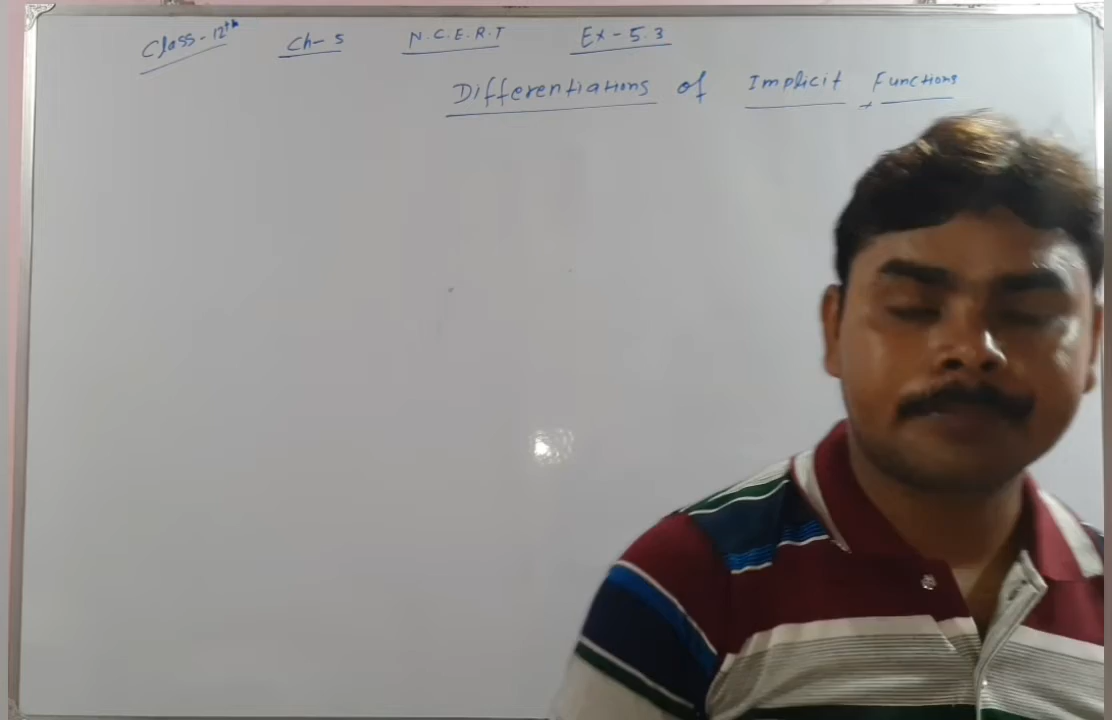 Class-12th Ch-5 N.C.E.R.T Ex-5.3
Differentiations of Implicit Functions